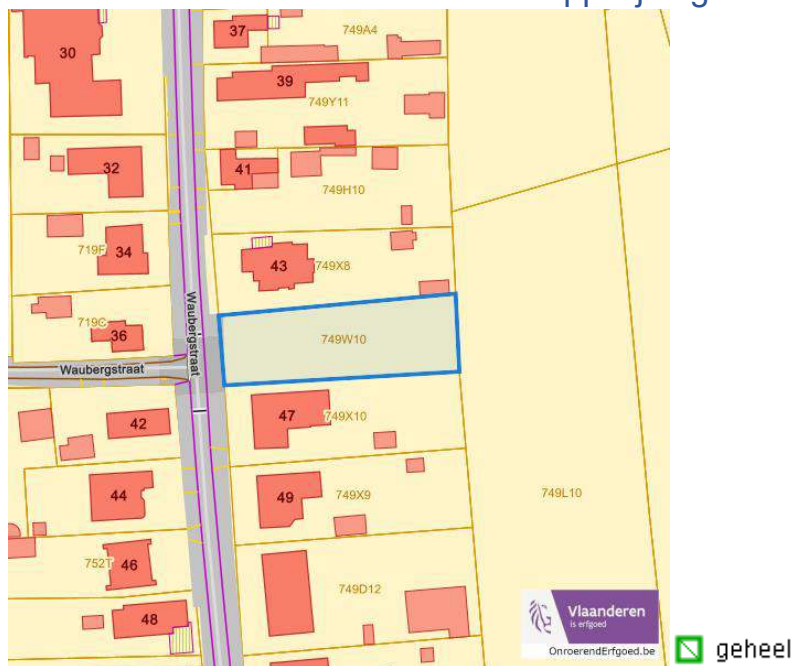 37
749A4
30
39
749Y11
32
41
749H10
719F
34
43
749X8
Waubergstraat
719C
36
749W10
Waubergstraat
42
47
749X10
44
49
749X9
749L10
752T
46
749D12
48
Vlaanderen
is erfgoed
OnroerendErfgoed.be
geheel